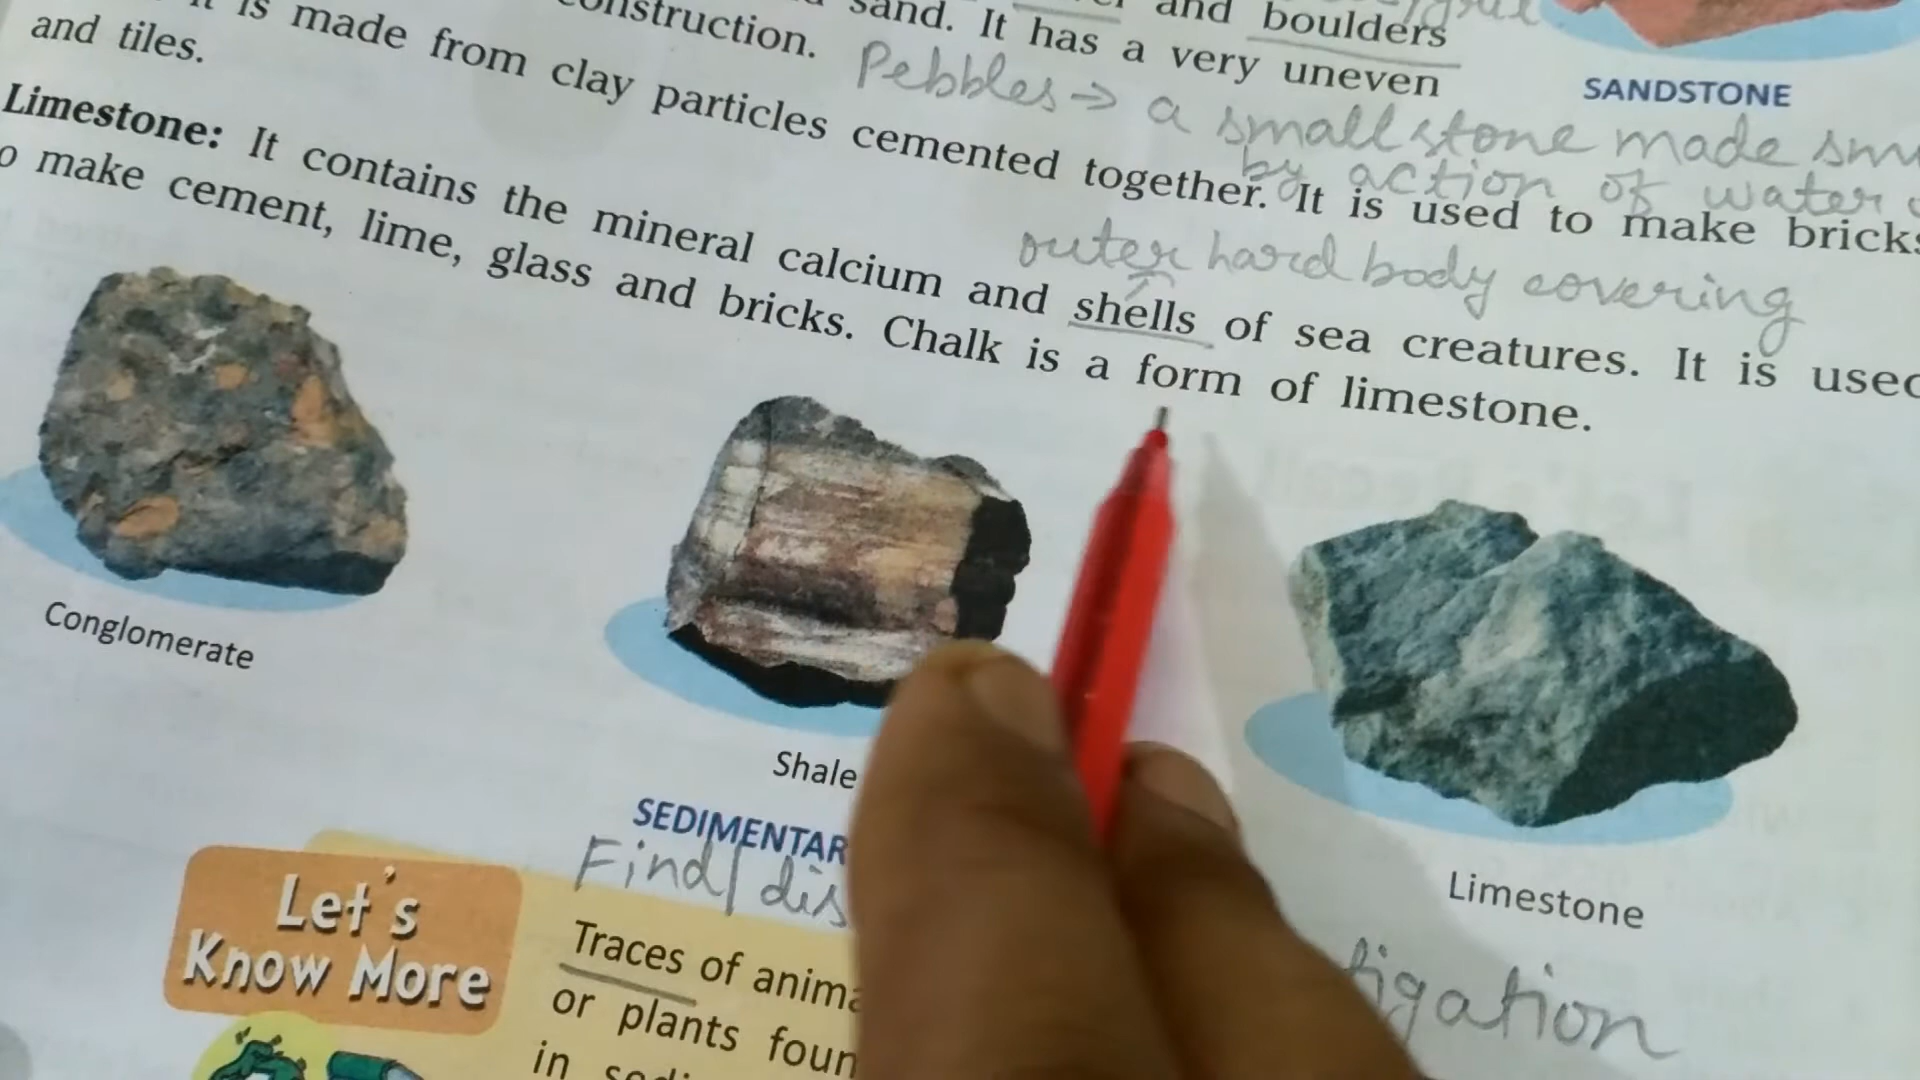 sand. It has a very uneven
and boulders
construction.
Pebbles → a small stone made
by action of water
SANDSTONE
is made from clay particles cemented together. It is used to make bricks
and tiles.
outer hard body covering
Limestone: It contains the mineral calcium and shells of sea creatures. It is used
make cement, lime, glass and bricks. Chalk is a form of limestone.
Conglomerate
Shale
Limestone
SEDIMENTAR
Find/dis
tigation
Let's
Know More
Traces of anima
or plants foun
in sedi